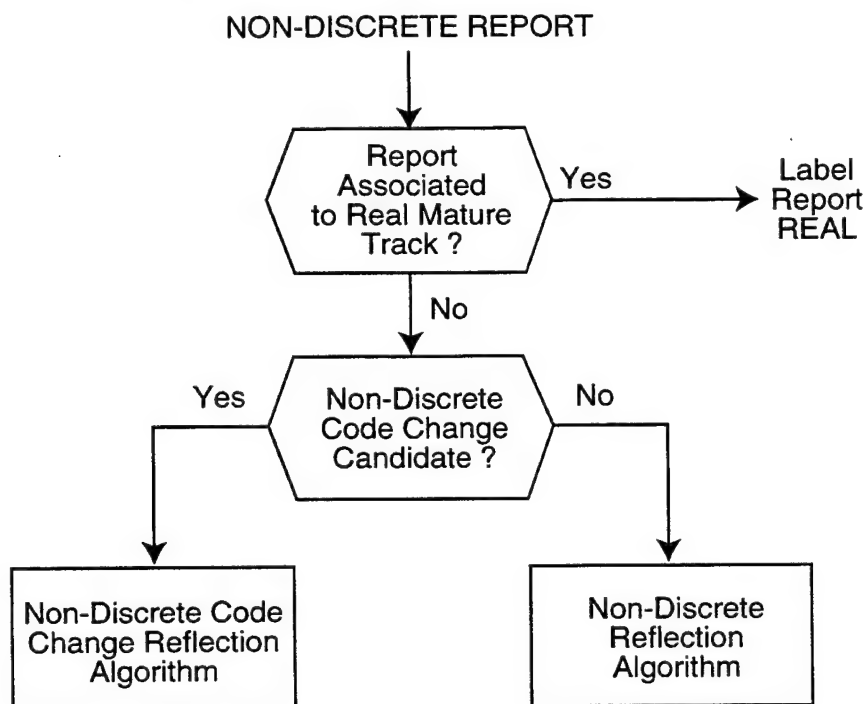 NON-DISCRETE REPORT
Report
Associated
to Real Mature
Track ?
Yes
Label
Report
REAL
No
Yes
Non-Discrete
Code Change
Candidate ?
No
Non-Discrete Code
Change Reflection
Algorithm
Non-Discrete
Reflection
Algorithm